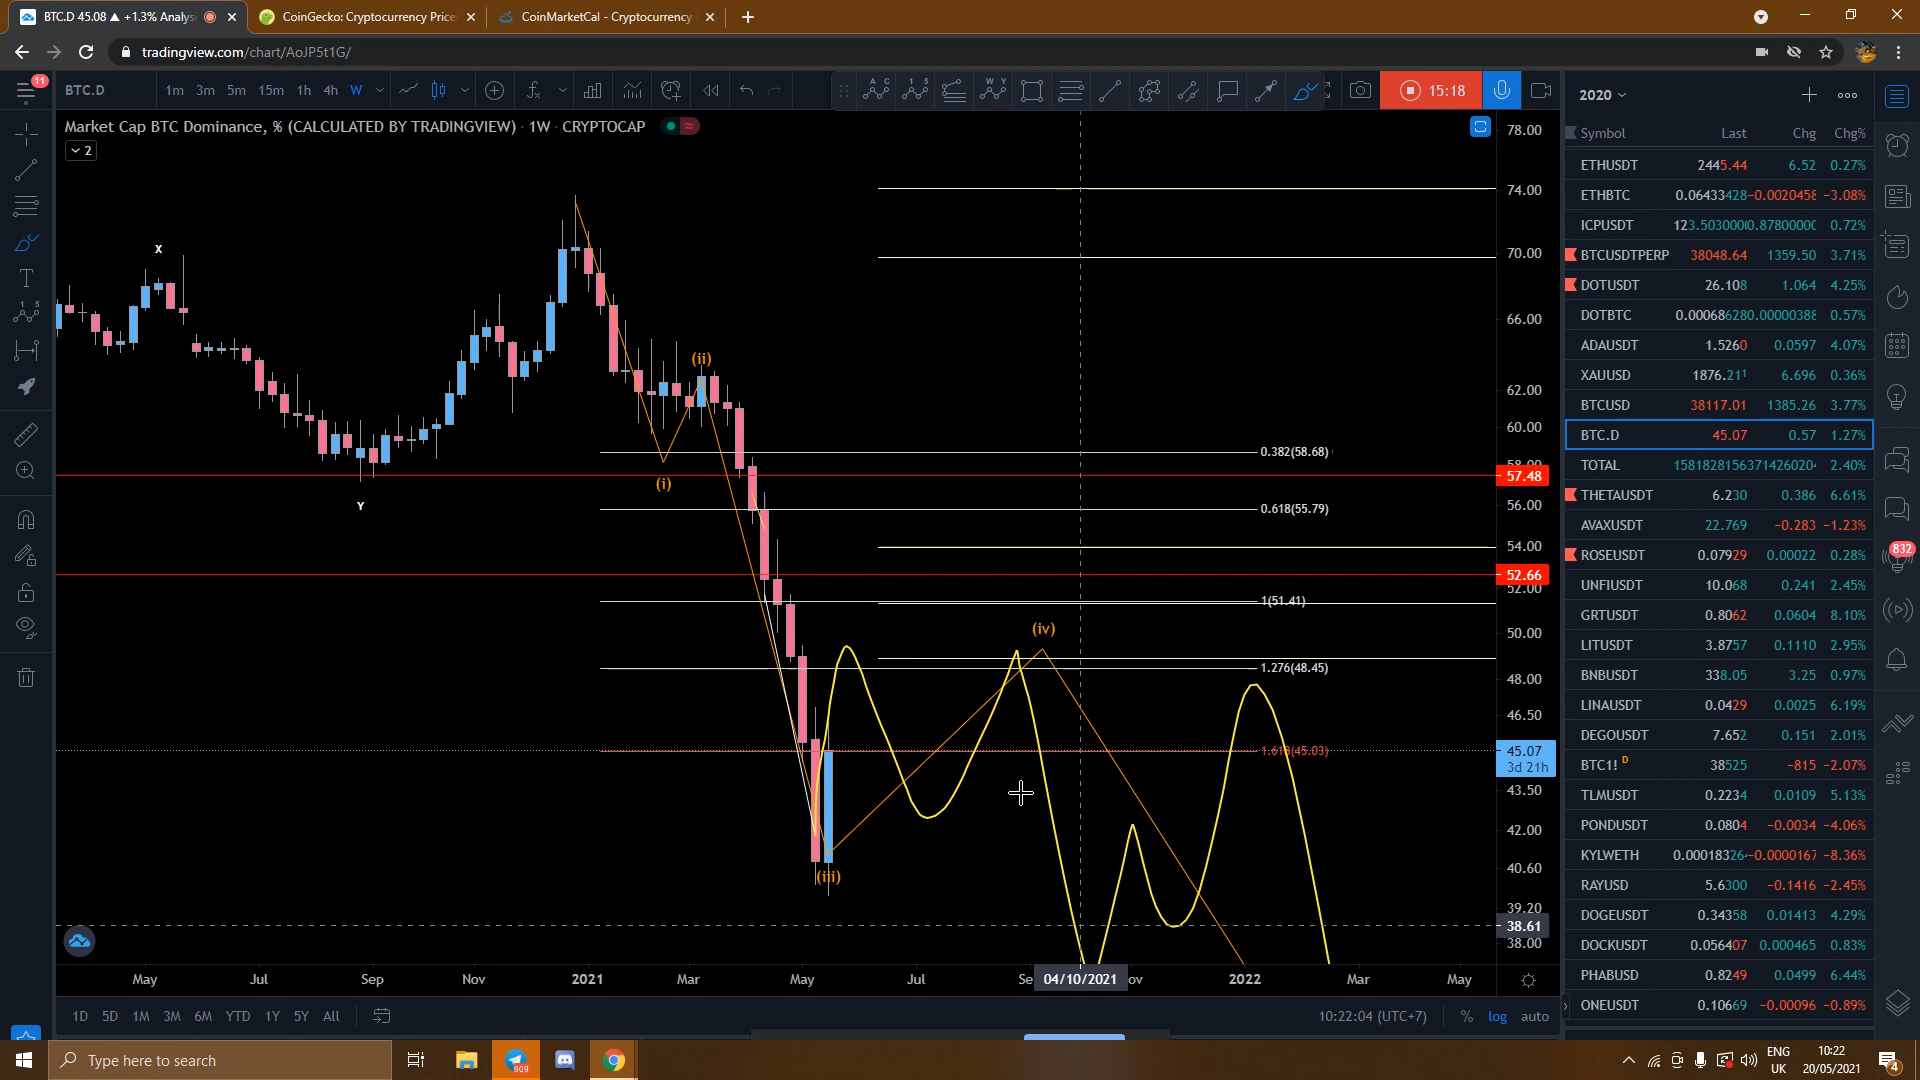 BTC.D 45.08 ▲ +1.3% Analys
CoinGecko: Cryptocurrency Price
CoinMarketCal - Cryptocurrency
tradingview.com/chart/AoJP5t1G/
11
BTC.D
1m 3m 5m 15m 1h 4h W
15:18
2020
Market Cap BTC Dominance, % (CALCULATED BY TRADINGVIEW) · 1W · CRYPTOCAP
2
Symbol Last Chg Chg%
ETHUSDT 2445.44 6.52 0.27%
ETHBTC 0.06433428 -0.0020458 -3.08%
ICPUSDT 123.5030000 0.87800000 0.72%
BTCUSDTPERP 38048.64 1359.50 3.71%
DOTUSDT 26.108 1.064 4.25%
DOTBTC 0.00068628 0.00000388 0.57%
ADAUSDT 1.5260 0.0597 4.07%
XAUUSD 1876.211 6.696 0.36%
BTCUSD 38117.01 1385.26 3.77%
BTC.D 45.07 0.57 1.27%
TOTAL 1581828156371426020 2.40%
THETAUSDT 6.230 0.386 6.61%
AVAXUSDT 22.769 -0.283 -1.23%
ROSEUSDT 0.07929 0.00022 0.28%
UNFIUSDT 10.068 0.241 2.45%
GRTUSDT 0.8062 0.0604 8.10%
LITUSDT 3.8757 0.1110 2.95%
BNBUSDT 338.05 3.25 0.97%
LINAUSDT 0.0429 0.0025 6.19%
DEGOUSDT 7.652 0.151 2.01%
BTC1! D 38525 -815 -2.07%
TLMUSDT 0.2234 0.0109 5.13%
PONDUSDT 0.0804 -0.0034 -4.06%
KYLWETH 0.00018326 -0.0000167 -8.36%
RAYUSD 5.6300 -0.1416 -2.45%
DOGEUSDT 0.34358 0.01413 4.29%
DOCKUSDT 0.056407 0.000465 0.83%
PHABUSD 0.8249 0.0499 6.44%
ONEUSDT 0.10669 -0.00096 -0.89%
832
X
Y
(i)
(ii)
(iii)
(iv)
0.382(58.68)
0.618(55.79)
1(51.41)
1.276(48.45)
1.618(45.03)
78.00
74.00
70.00
66.00
62.00
60.00
58.00
57.48
56.00
54.00
52.66
52.00
50.00
48.00
46.50
45.07
3d 21h
43.50
42.00
40.60
39.20
38.61
38.00
May Jul Sep Nov 2021 Mar May Jul Se 04/10/2021 ov 2022 Mar May
1D 5D 1M 3M 6M YTD 1Y 5Y All
10:22:04 (UTC+7) % log auto
Type here to search
909
ENG
UK
10:22
20/05/2021
4